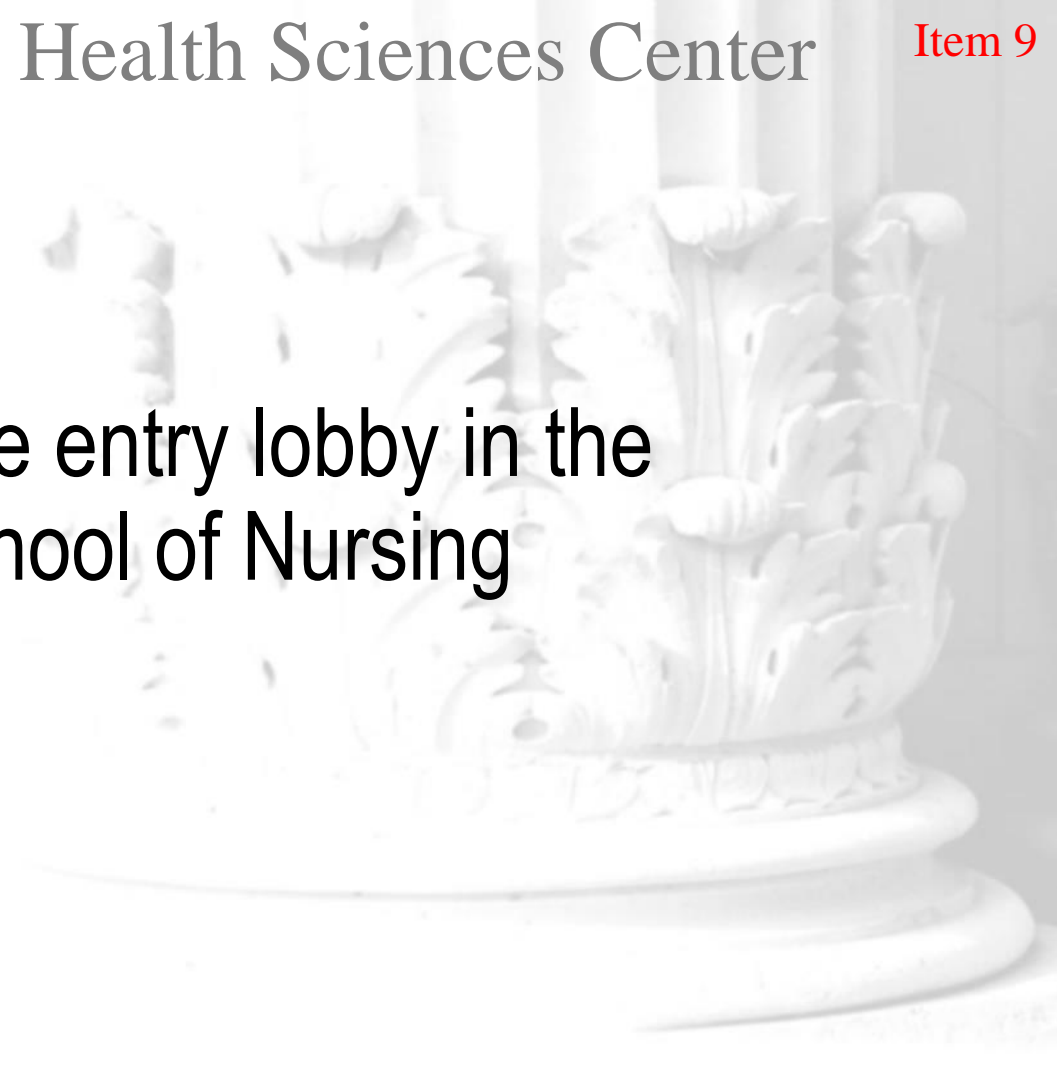 Health Sciences Center
Item 9
e entry lobby in the
hool of Nursing